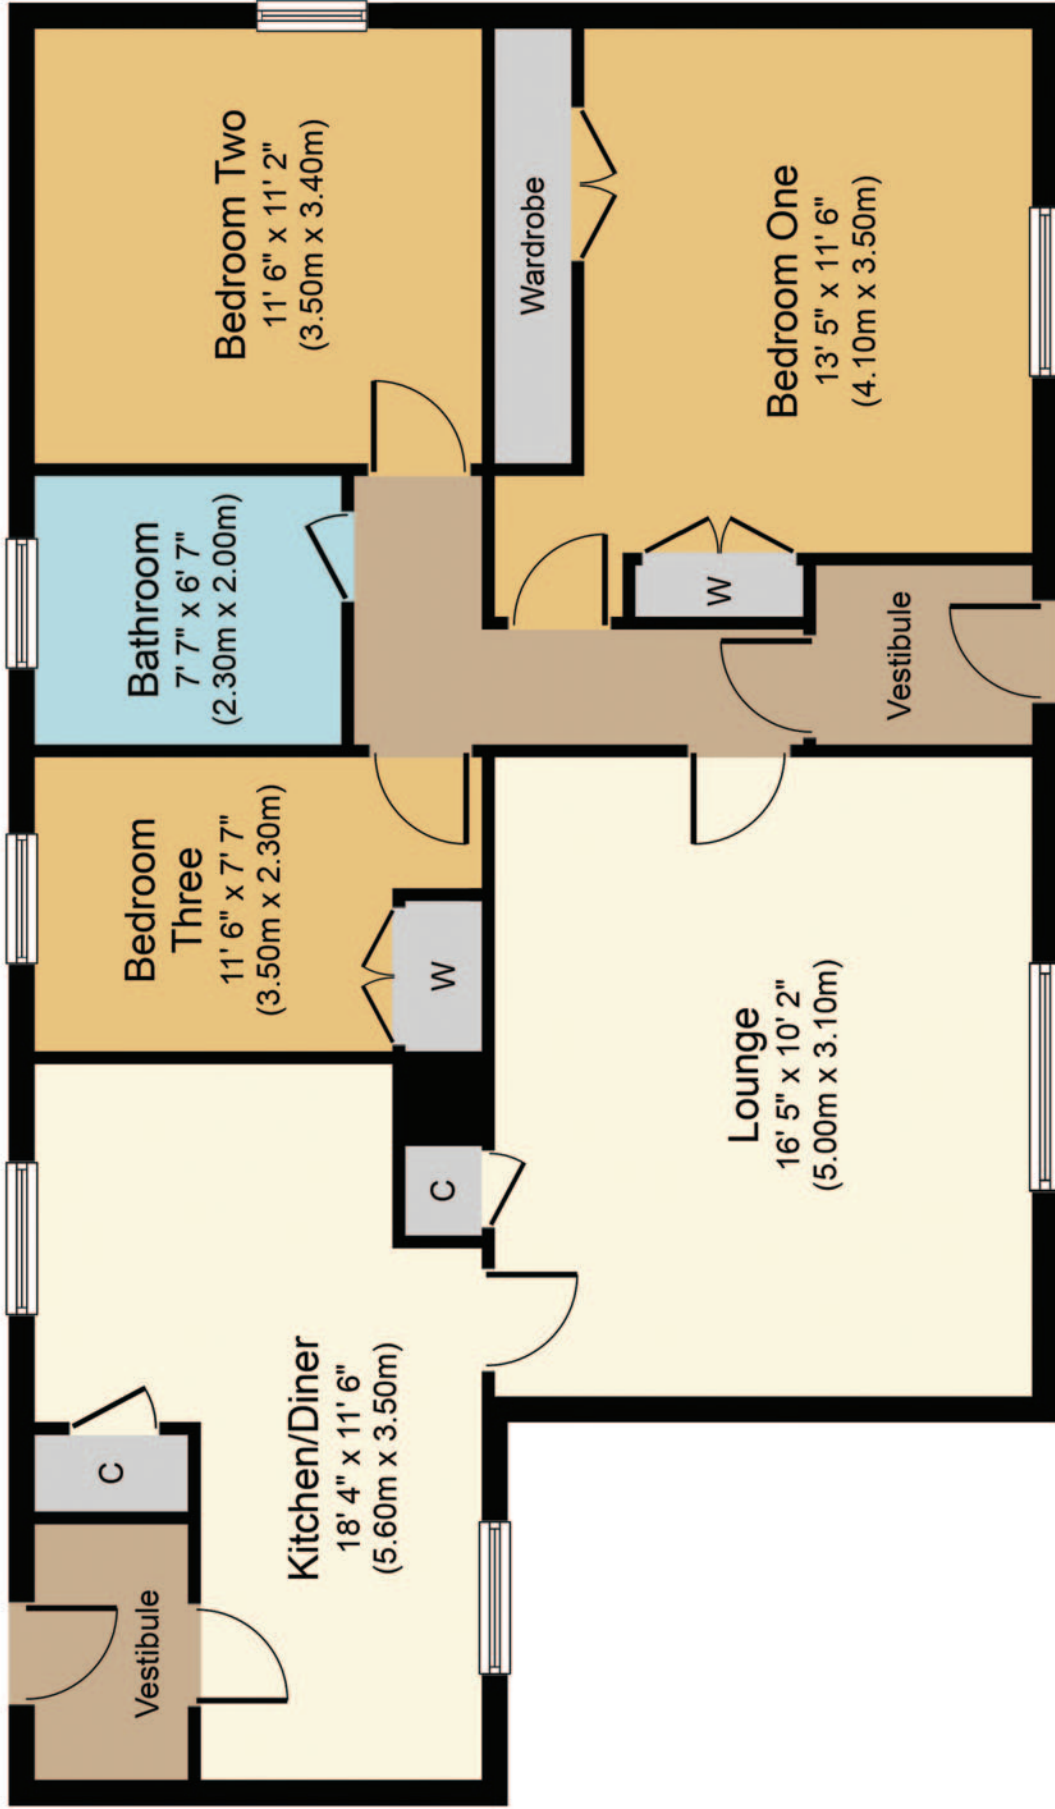 Vestibule
C
Kitchen/Diner
18' 4" x 11' 6"
(5.60m x 3.50m)
C
Bedroom
Three
11' 6" x 7' 7"
(3.50m x 2.30m)
W
Bathroom
7' 7" x 6' 7"
(2.30m x 2.00m)
Bedroom Two
11' 6" x 11' 2"
(3.50m x 3.40m)
Lounge
16' 5" x 10' 2"
(5.00m x 3.10m)
Vestibule
W
Wardrobe
Bedroom One
13' 5" x 11' 6"
(4.10m x 3.50m)